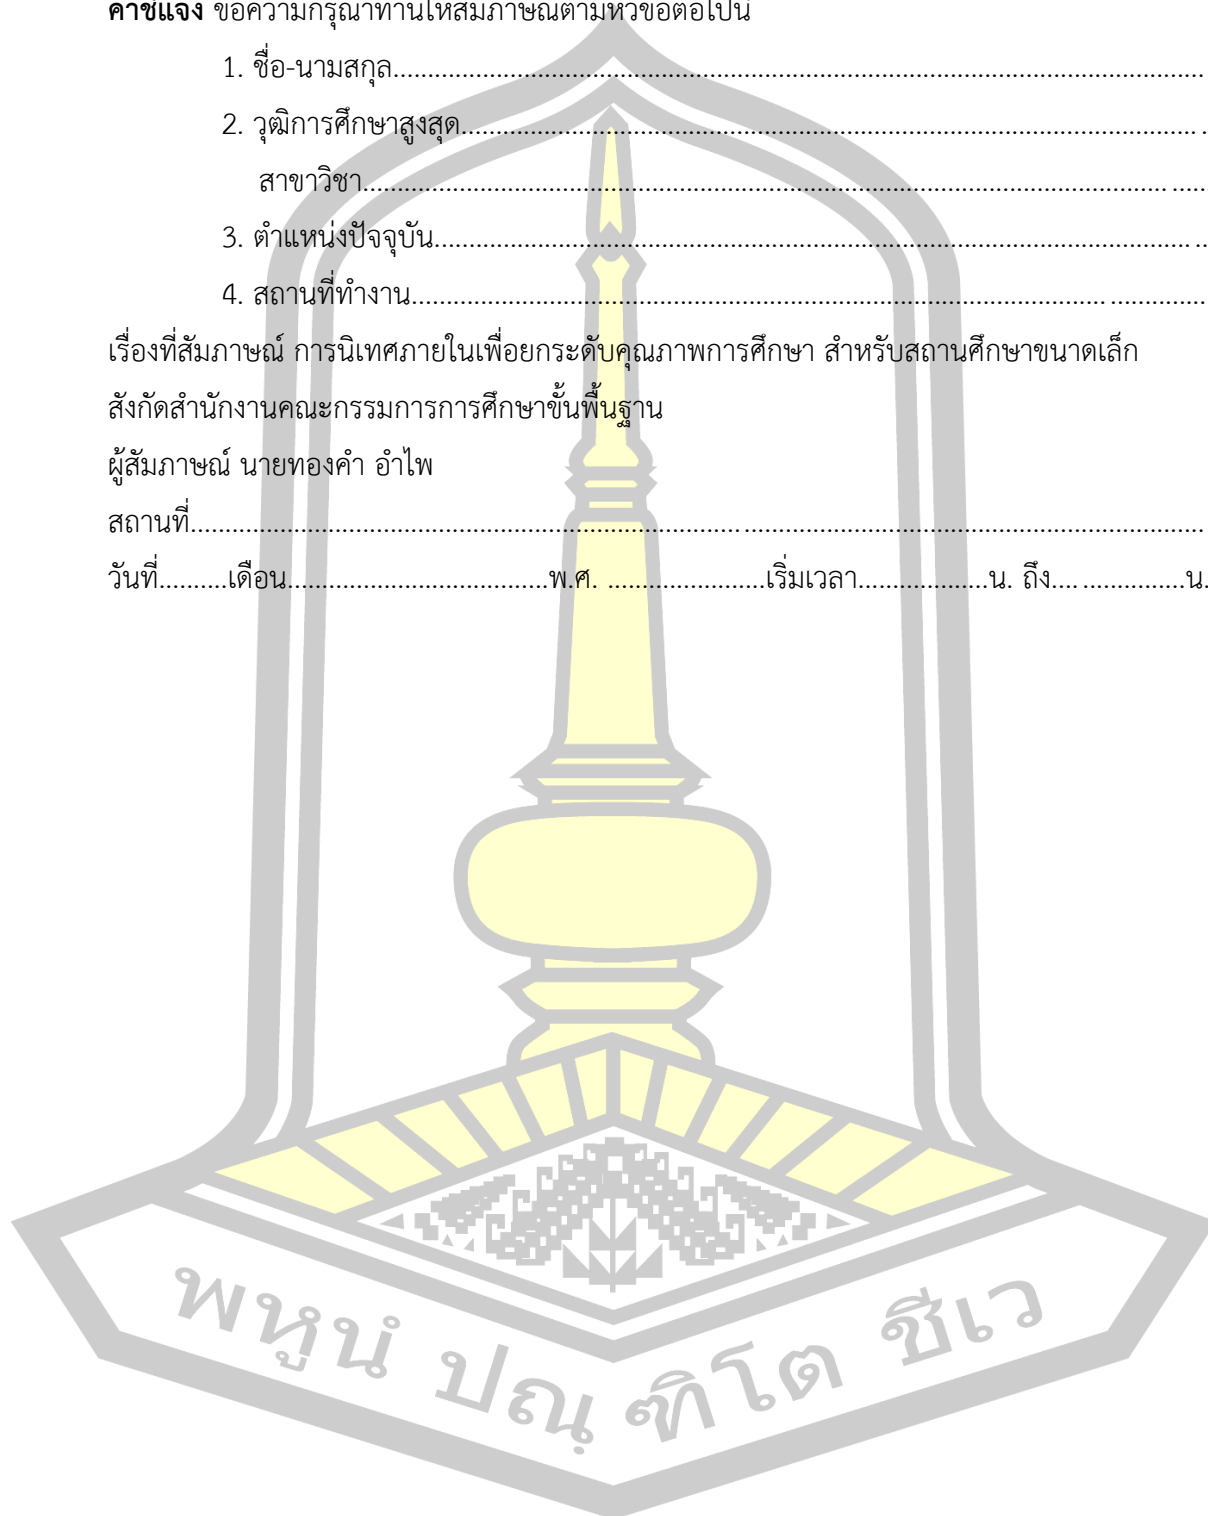 คำชี้แจง ขอความกรุณาท่านให้สัมภาษณ์ตามหัวข้อต่อไปนี้
1. ชื่อ-นามสกุล......................................................................................................................
2. วุฒิการศึกษาสูงสุด...........................................................................................................
สาขาวิชา..........................................................................................................................
3. ตำแหน่งปัจจุบัน...............................................................................................................
4. สถานที่ทำงาน...................................................................................................................
เรื่องที่สัมภาษณ์ การนิเทศภายในเพื่อยกระดับคุณภาพการศึกษา สำหรับสถานศึกษาขนาดเล็ก
สังกัดสำนักงานคณะกรรมการการศึกษาขั้นพื้นฐาน
ผู้สัมภาษณ์ นายทองคำ อำไพ
สถานที่....................................................................................................................................................
วันที่..........เดือน......................................พ.ศ. .......................เริ่มเวลา...................น. ถึง...................น.
พหูนํ ปณฺฑิโต ชีเว